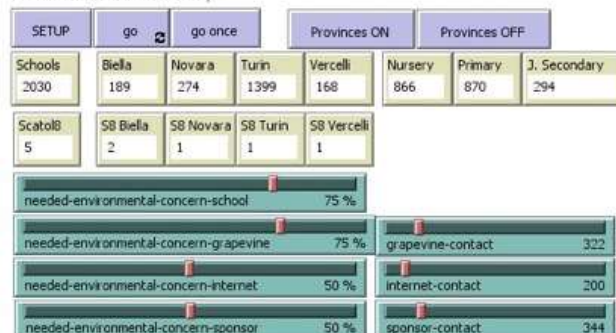 SETUP go go once Provinces ON Provinces OFF
Schools Biella Novara Turin Vercelli Nursery Primary J. Secondary
2030 189 274 1399 168 866 870 294
Scatol8 S8 Biella S8 Novara S8 Turin S8 Vercelli
5 2 1 1 1
needed-environmental-concern-school 75 %
needed-environmental-concern-grapevine 75 % grapevine-contact 322
needed-environmental-concern-internet 50 % internet-contact 200
needed-environmental-concern-sponsor 50 % sponsor-contact 344